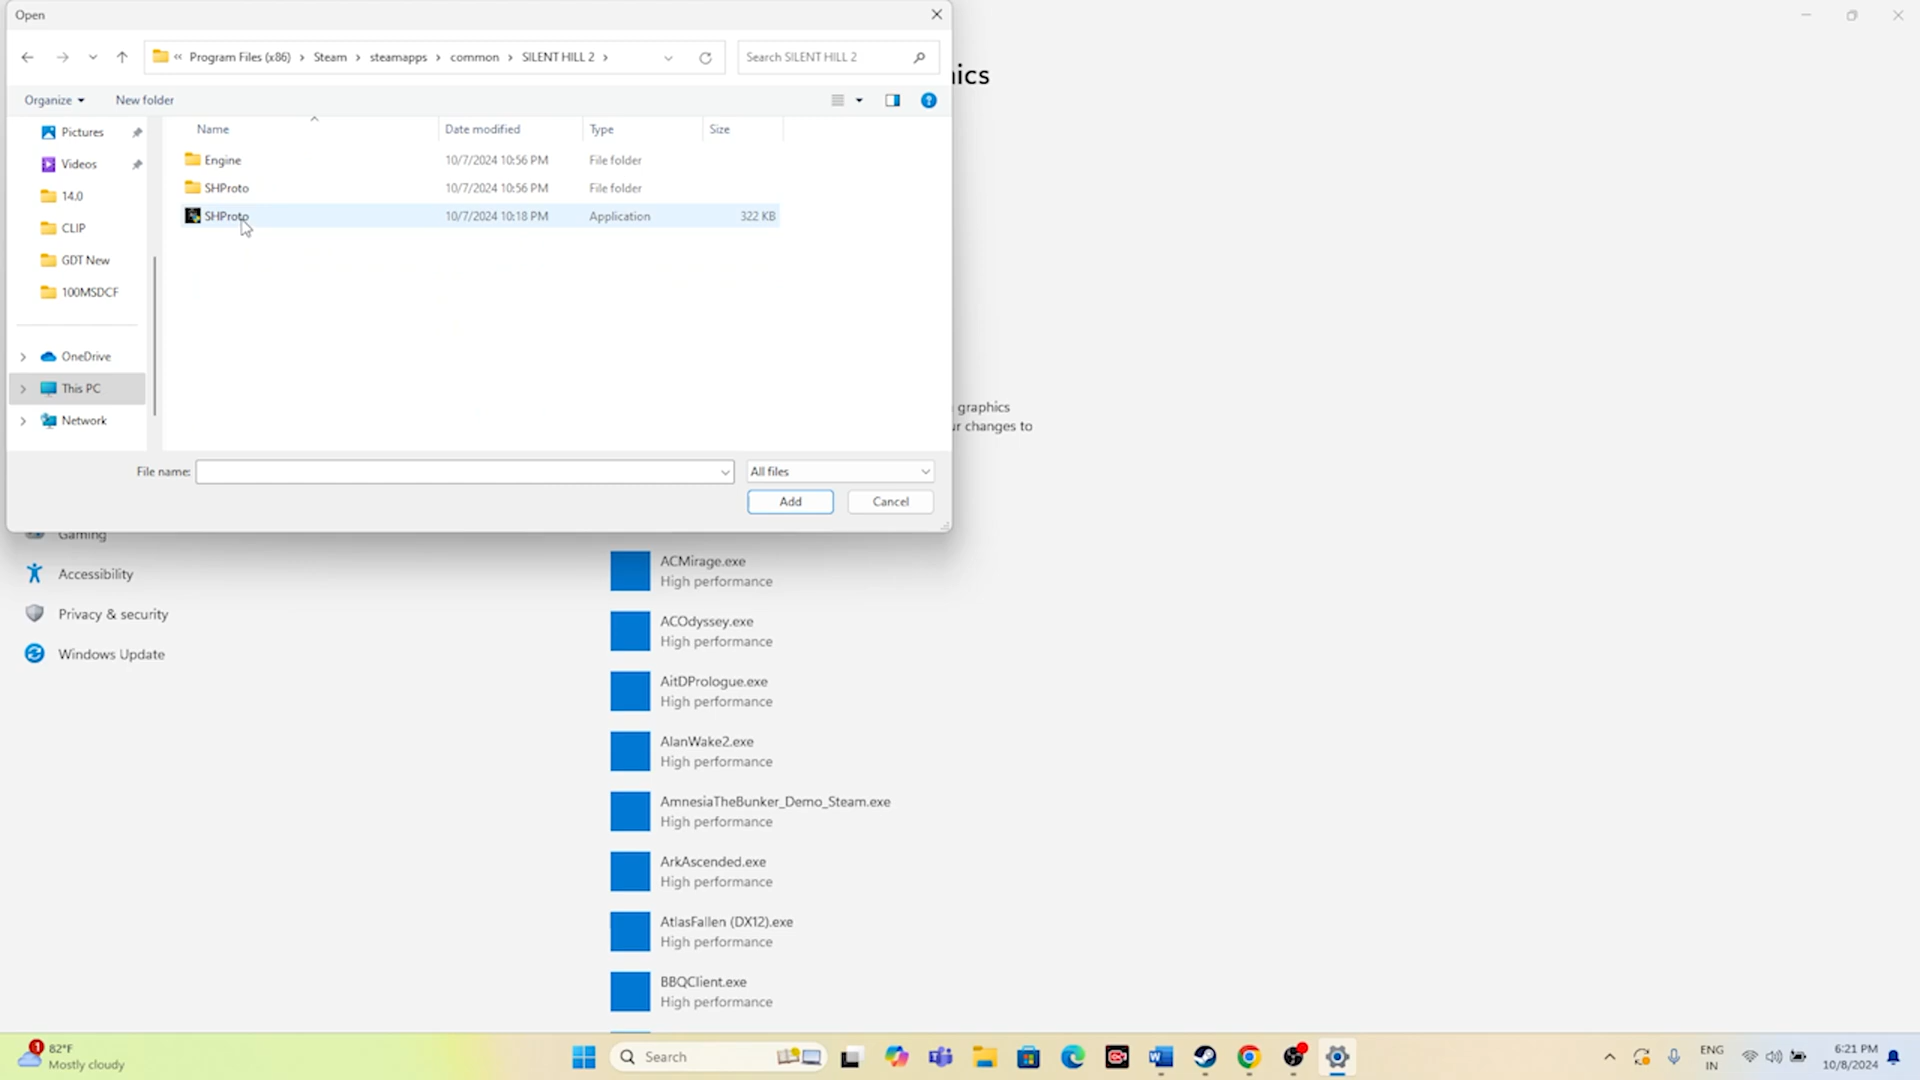 Open
« Program Files (x86) › Steam › steamapps › common › SILENT HILL 2 ›
Search SILENT HILL 2
ics
Organize
New folder
Name
Date modified
Type
Size
Pictures
Videos
14.0
CLIP
GDT New
100MSDCF
OneDrive
This PC
Network
Engine 10/7/2024 10:56 PM File folder
SHProto 10/7/2024 10:56 PM File folder
SHProto 10/7/2024 10:18 PM Application 322 KB
graphics
ur changes to
File name:
All files
Add
Cancel
Gaming
Accessibility
Privacy & security
Windows Update
ACMirage.exe
High performance
ACOdyssey.exe
High performance
AitDPrologue.exe
High performance
AlanWake2.exe
High performance
AmnesiaTheBunker_Demo_Steam.exe
High performance
ArkAscended.exe
High performance
AtlasFallen (DX12).exe
High performance
BBQClient.exe
High performance
1
82°F
Mostly cloudy
Search
ENG
IN
6:21 PM
10/8/2024